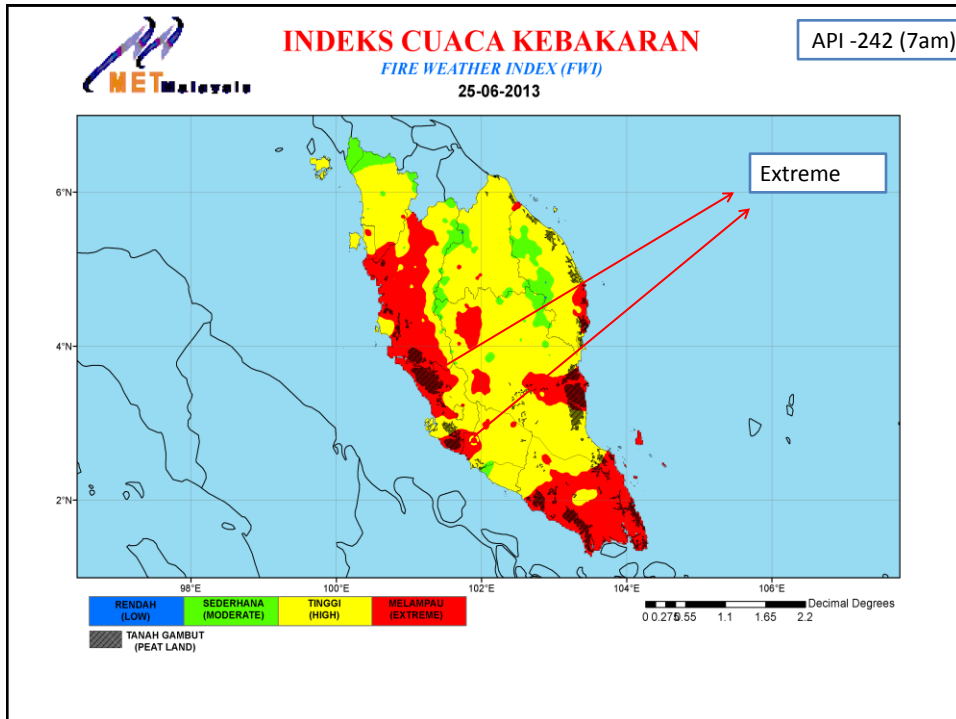 METMalaysia
INDEKS CUACA KEBAKARAN
FIRE WEATHER INDEX (FWI)
25-06-2013
API -242 (7am)
Extreme
6°N
4°N
2°N
98°E
100°E
102°E
104°E
106°E
RENDAH
(LOW)
SEDERHANA
(MODERATE)
TINGGI
(HIGH)
MELAMPAU
(EXTREME)
TANAH GAMBUT
(PEAT LAND)
Decimal Degrees
0 0.275 0.55 1.1 1.65 2.2